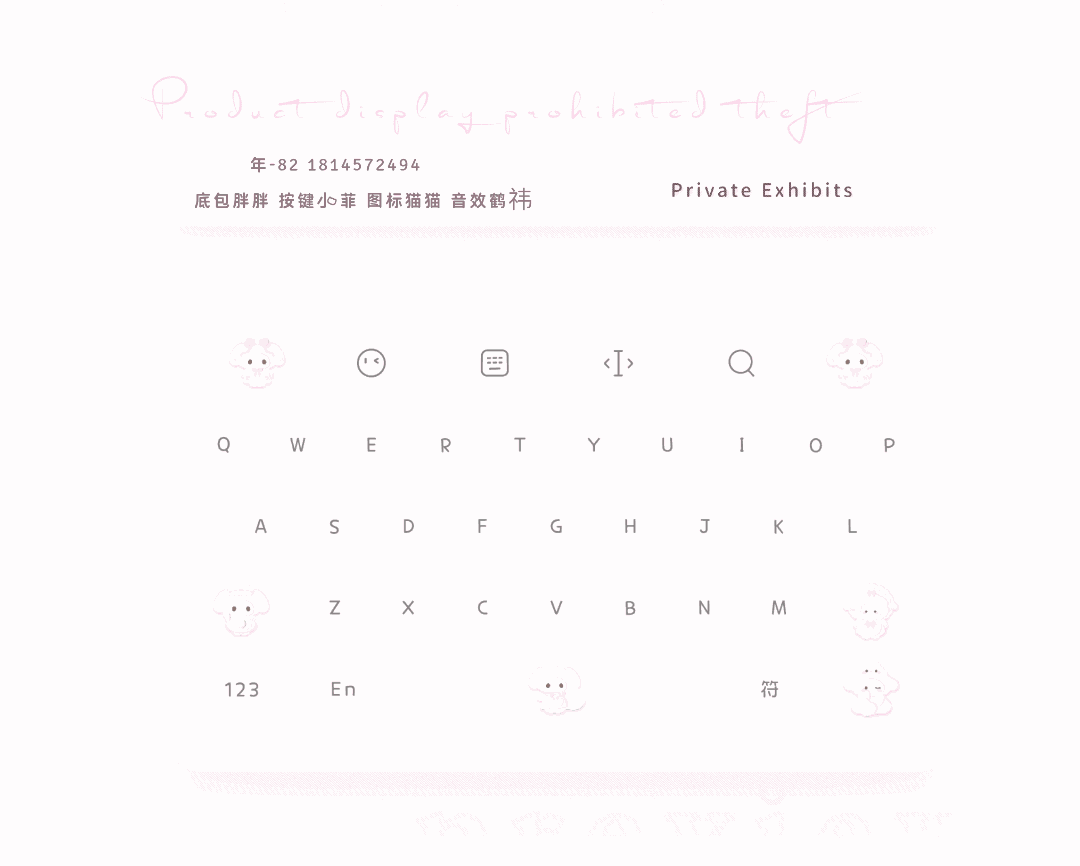 Product display prohibited theft
年-82 1814572494
底包胖胖 按键小菲 图标猫猫 音效鹤祎
Private Exhibits
Q W E R T Y U I O P
A S D F G H J K L
Z X C V B N M
123 En 符